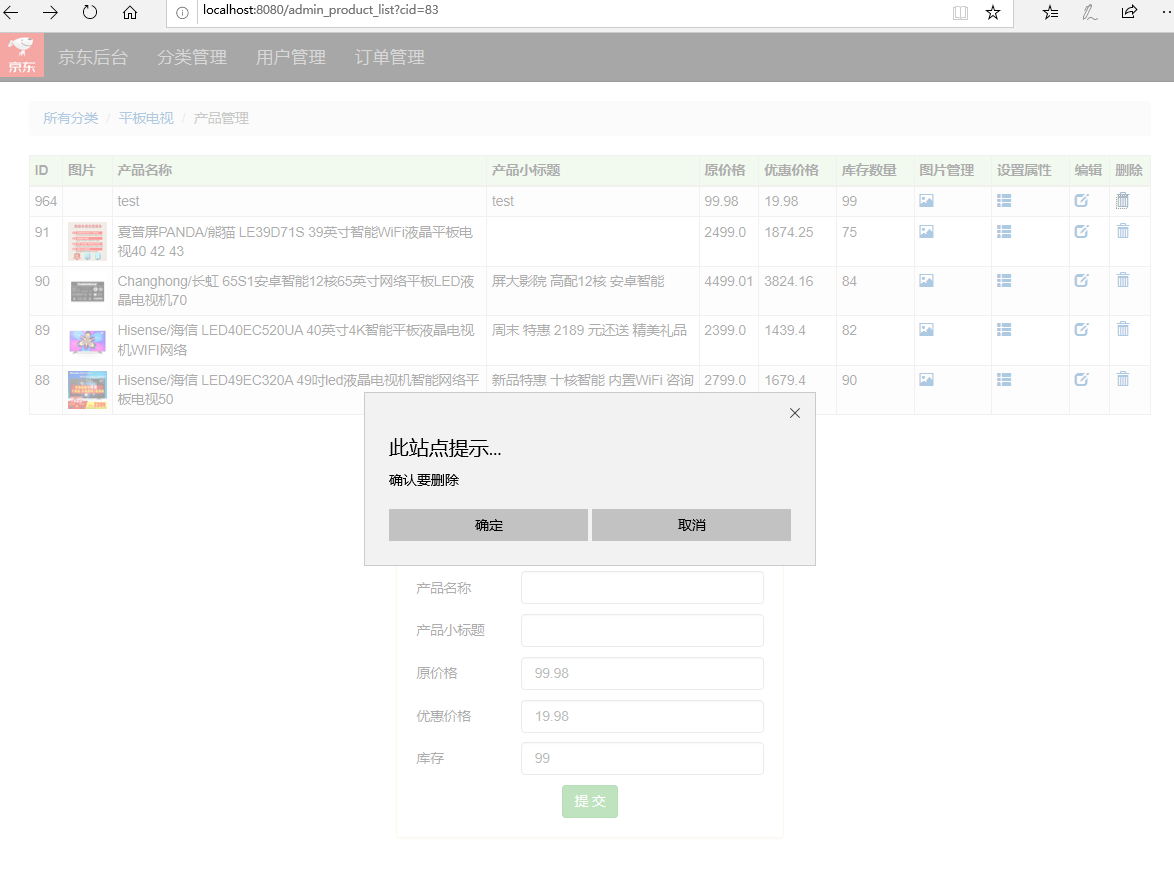 localhost:8080/admin_product_list?cid=83
京东 京东后台 分类管理 用户管理 订单管理
所有分类 / 平板电视 / 产品管理
ID 图片 产品名称 产品小标题 原价格 优惠价格 库存数量 图片管理 设置属性 编辑 删除
964 test test 99.98 19.98 99
91 夏普屏PANDA/熊猫 LE39D71S 39英寸智能WiFi液晶平板电 2499.0 1874.25 75
视40 42 43
90 Changhong/长虹 65S1安卓智能12核65英寸网络平板LED液 屏大影院 高配12核 安卓智能 4499.01 3824.16 84
晶电视机70
89 Hisense/海信 LED40EC520UA 40英寸4K智能平板液晶电视 周末 特惠 2189 元还送 精美礼品 2399.0 1439.4 82
机WIFI网络
88 Hisense/海信 LED49EC320A 49吋led液晶电视机智能网络平 新品特惠 十核智能 内置WiFi 咨询 2799.0 1679.4 90
板电视50
此站点提示...
确认要删除
确定 取消
产品名称
产品小标题
原价格 99.98
优惠价格 19.98
库存 99
提 交